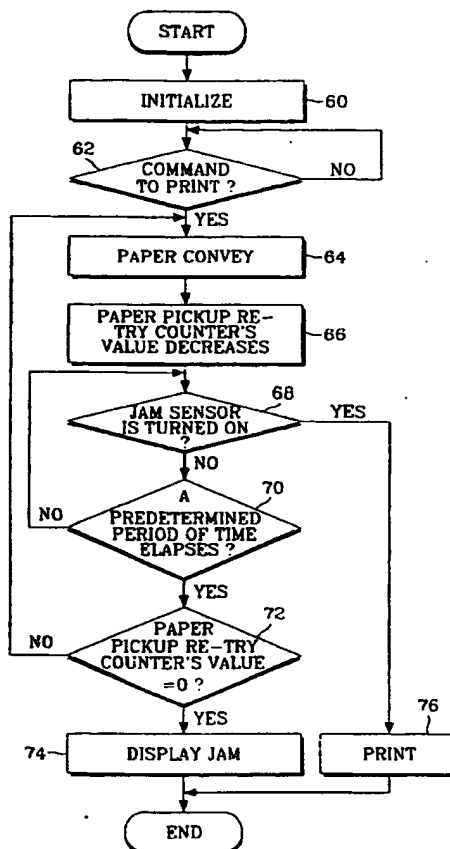 START
INITIALIZE
60
62
COMMAND
TO PRINT ?
NO
YES
PAPER CONVEY
64
PAPER PICKUP RE-
TRY COUNTER'S
VALUE DECREASES
66
68
JAM SENSOR
IS TURNED ON
?
YES
NO
A
PREDETERMINED
PERIOD OF TIME
ELAPSES ?
70
NO
YES
PAPER
PICKUP RE-TRY
COUNTER'S VALUE
=0 ?
72
NO
YES
74
DISPLAY JAM
76
PRINT
END